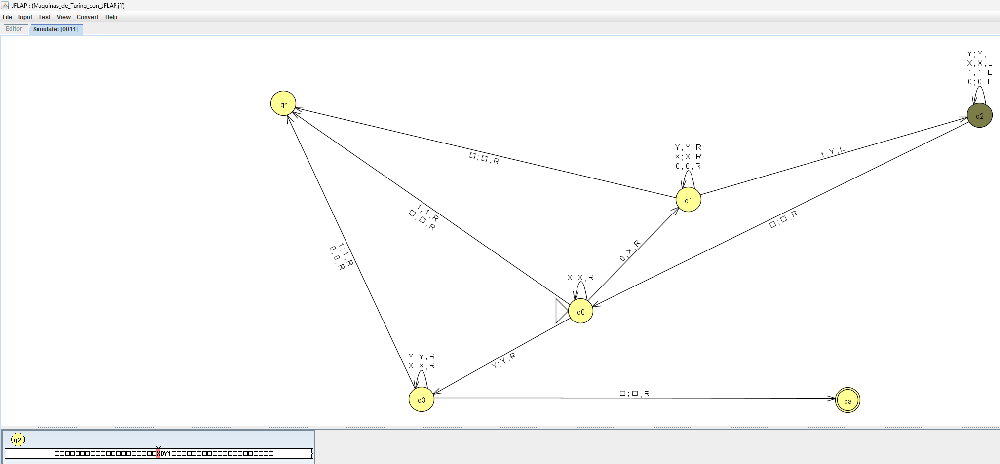 JFLAP : (Maquinas_de_Turing_con_JFLAP.jff)
File Input Test View Convert Help
Editor Simulate: [0011]
Y ; Y , L
X ; X , L
1 ; 1 , L
0 ; 0 , L
qr
q2
Y ; Y , R
X ; X , R
0 ; 0 , R
1 ; Y , L
□ ; □ , R
q1
1 ; 1 , R
□ ; □ , R
□ ; □ , R
1 ; 1 , R
0 ; 0 , R
0 ; X , R
X ; X , R
q0
Y ; Y , R
X ; X , R
Y ; Y , R
□ ; □ , R
q3
qa
q2
□□□□□□□□□□□□□□□□□□□□X0Y1□□□□□□□□□□□□□□□□□□□□